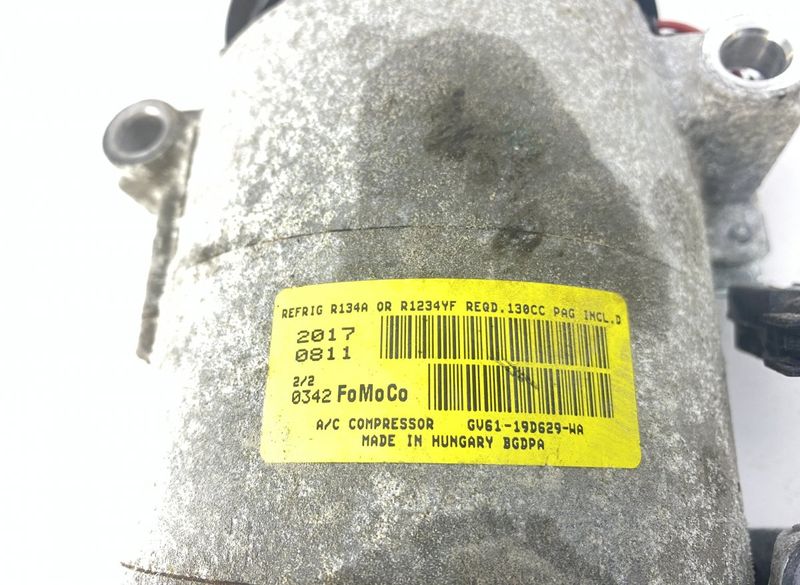 REFRIG R134A OR R1234YF REQD.130CC PAG INCL.D
2017
0811
2/2
0342 FoMoCo
A/C COMPRESSOR GV61-19D629-WA
MADE IN HUNGARY BGDPA